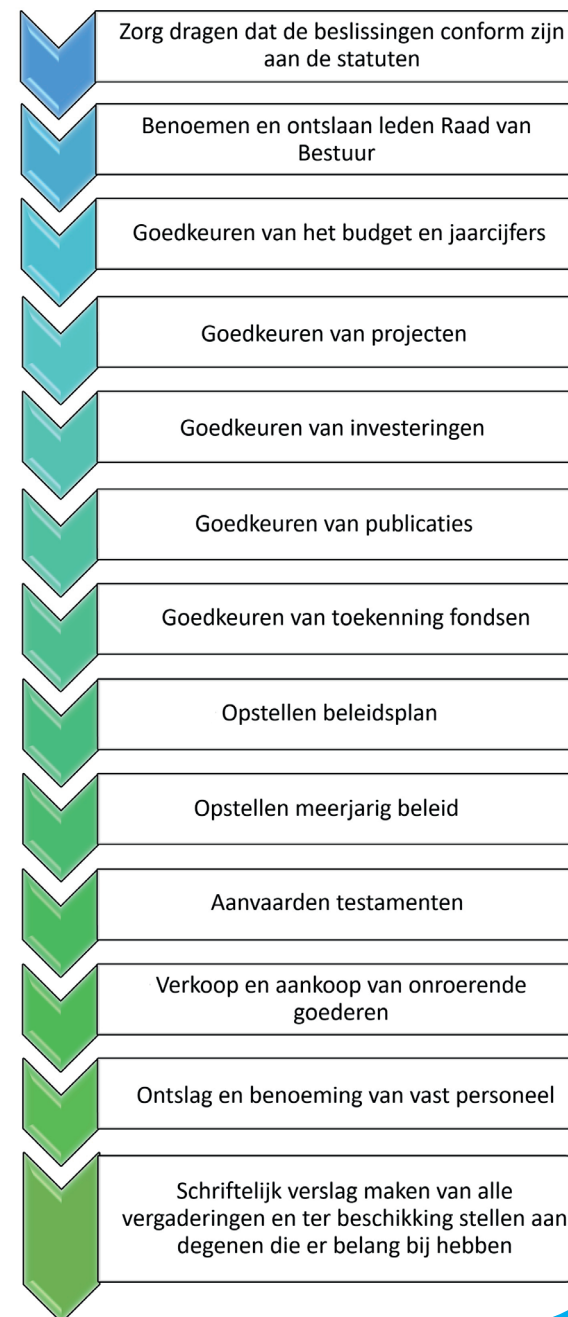 Zorg dragen dat de beslissingen conform zijn
aan de statuten
Benoemen en ontslaan leden Raad van
Bestuur
Goedkeuren van het budget en jaarcijfers
Goedkeuren van projecten
Goedkeuren van investeringen
Goedkeuren van publicaties
Goedkeuren van toekenning fondsen
Opstellen beleidsplan
Opstellen meerjarig beleid
Aanvaarden testamenten
Verkoop en aankoop van onroerende
goederen
Ontslag en benoeming van vast personeel
Schriftelijk verslag maken van alle
vergaderingen en ter beschikking stellen aan
degenen die er belang bij hebben